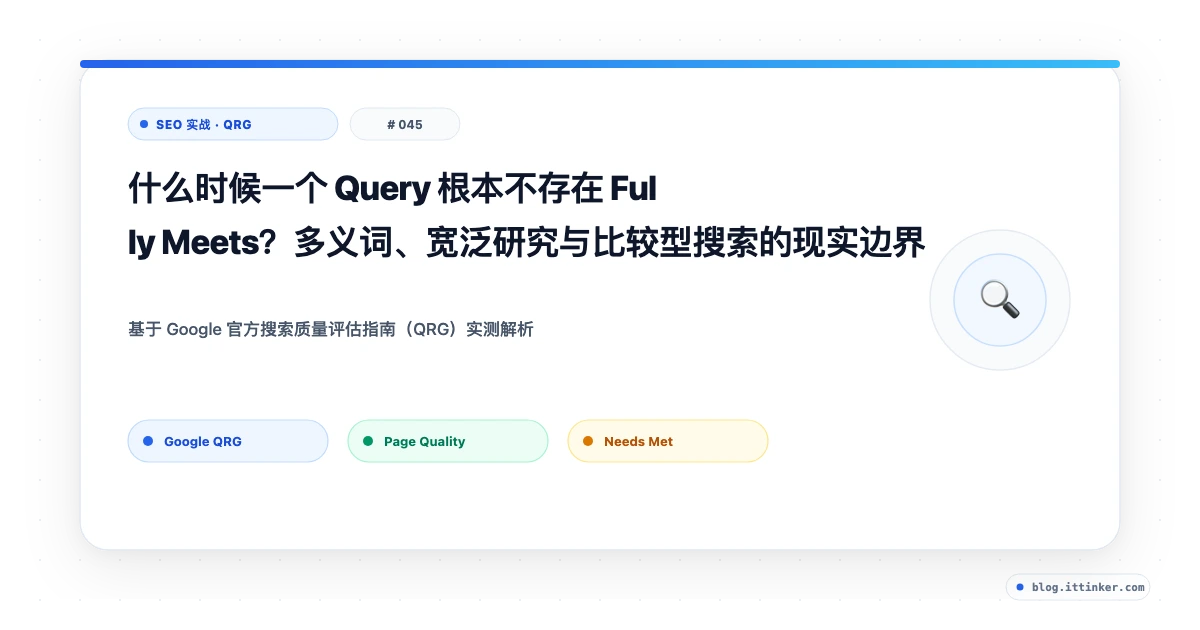 SEO 实战 · QRG
# 045
什么时候一个 Query 根本不存在 Ful
ly Meets？多义词、宽泛研究与比较型搜索的现实边界
基于 Google 官方搜索质量评估指南（QRG）实测解析
Google QRG
Page Quality
Needs Met
blog.ittinker.com